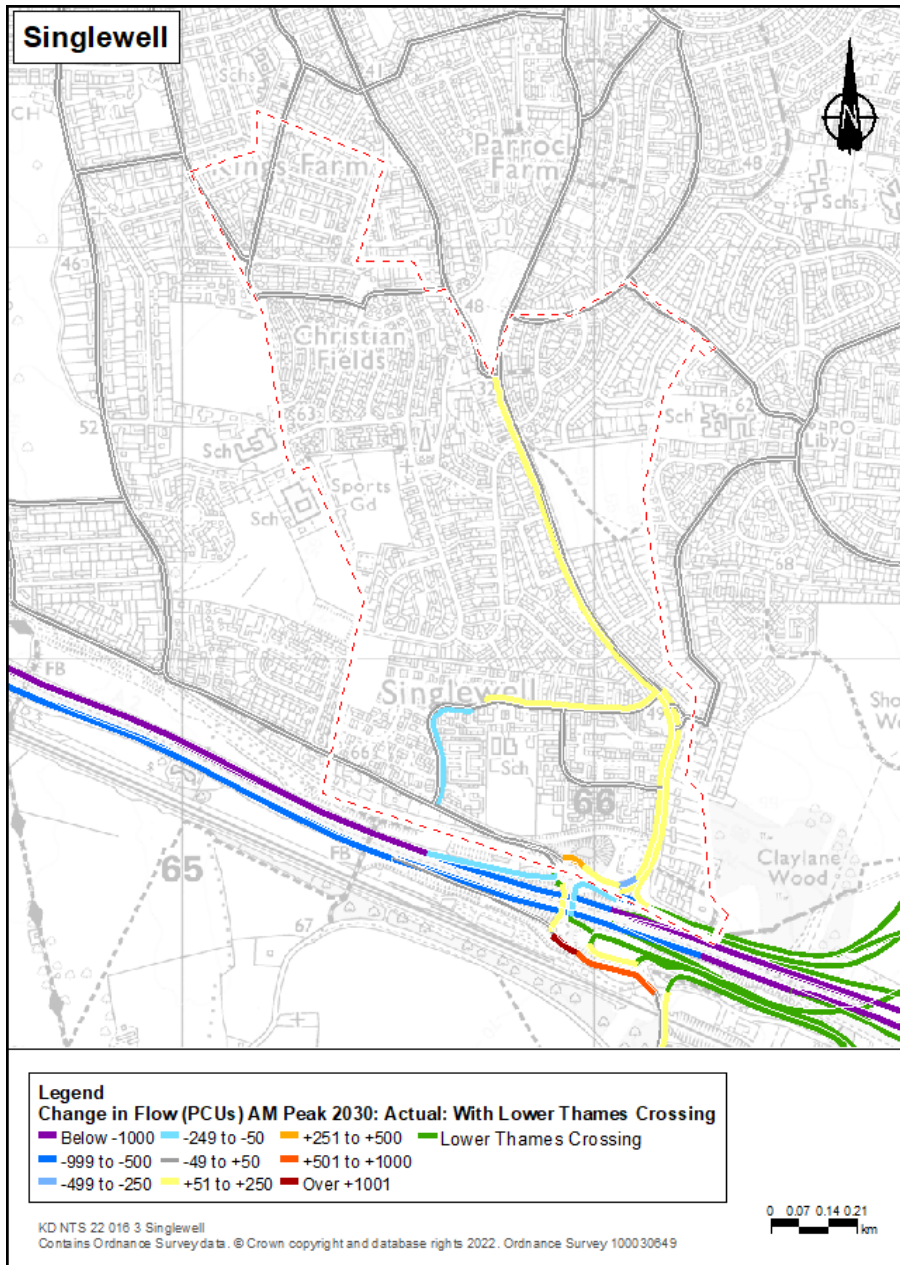 Singlewell
N
CH
Schs
41
Kings Farm
Parrock
Farm
48
Schs
46
48
Christian
Fields
52
63
Sch
Sports
Gd
Sch
Sch
62
PO
Liby
68
FB
Singlewell
49
Sch
66
66
65
FB
67
Claylane
Wood
Legend
Change in Flow (PCUs) AM Peak 2030: Actual: With Lower Thames Crossing
Below -1000 -249 to -50 +251 to +500 Lower Thames Crossing
-999 to -500 -49 to +50 +501 to +1000
-499 to -250 +51 to +250 Over +1001
0 0.07 0.14 0.21
km
KD NTS 22 016 3 Singlewell
Contains Ordnance Survey data. © Crown copyright and database rights 2022. Ordnance Survey 100030649